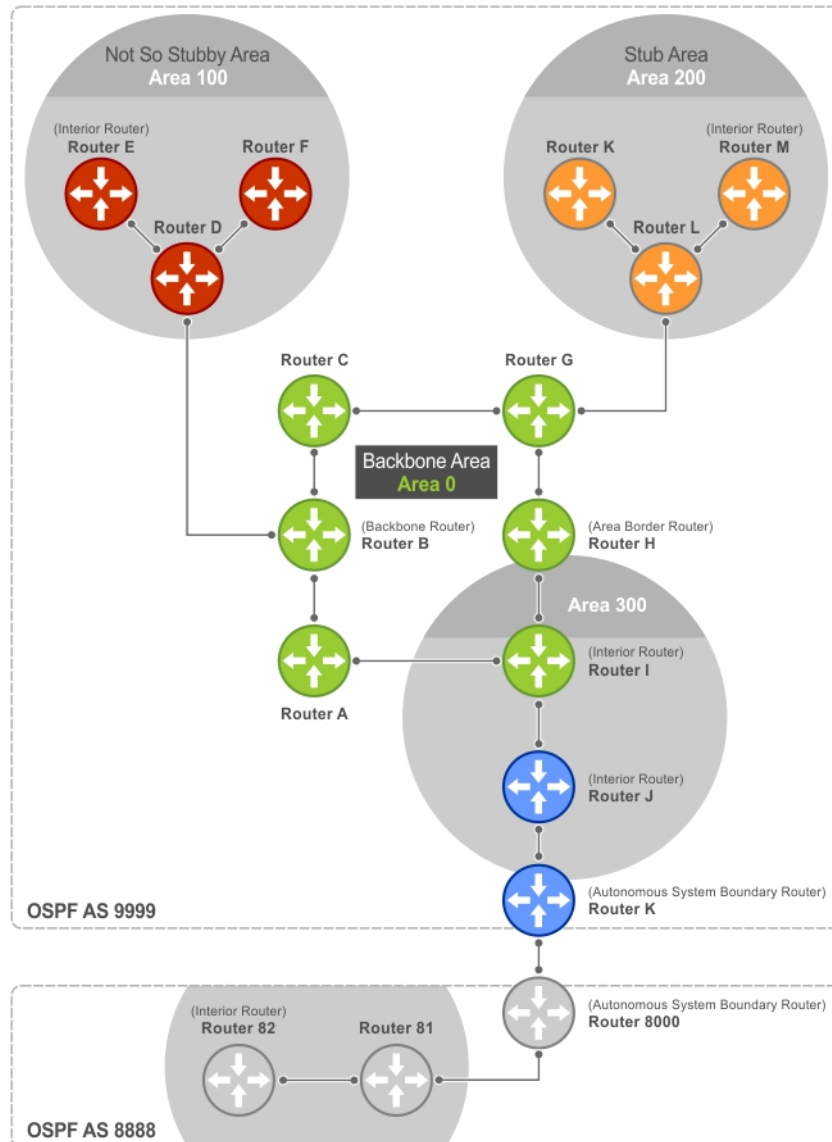 Not So Stubby Area
Area 100
Stub Area
Area 200
(Interior Router)
Router E
Router F
Router D
Router K
(Interior Router)
Router M
Router L
Router C
Router G
Backbone Area
Area 0
(Backbone Router)
Router B
(Area Border Router)
Router H
Area 300
Router A
(Interior Router)
Router I
(Interior Router)
Router J
(Autonomous System Boundary Router)
Router K
OSPF AS 9999
(Autonomous System Boundary Router)
Router 8000
(Interior Router)
Router 82
Router 81
OSPF AS 8888